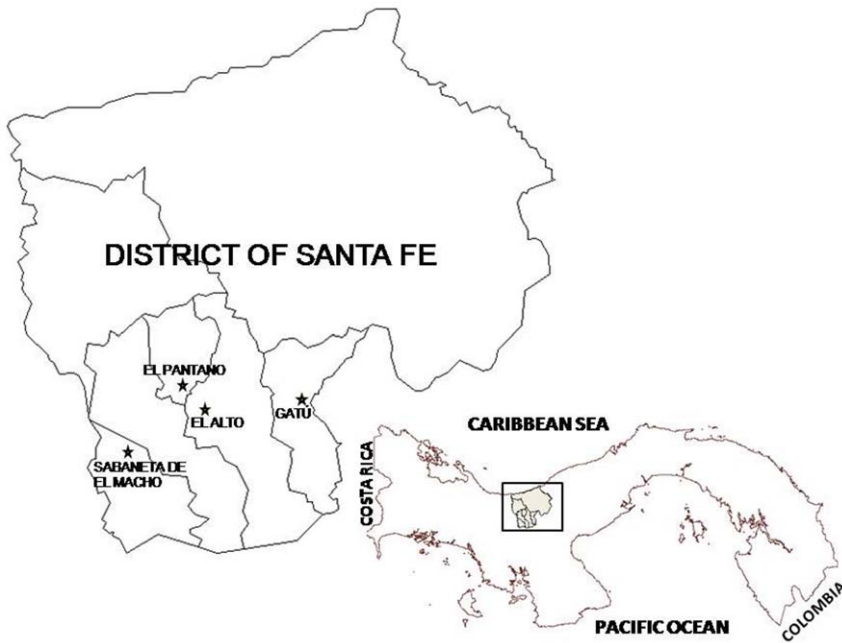 DISTRICT OF SANTA FE
EL PANTANO
EL ALTO
GATÚ
SABANETA DE
EL MACHO
CARIBBEAN SEA
COSTA RICA
PACIFIC OCEAN
COLOMBIA